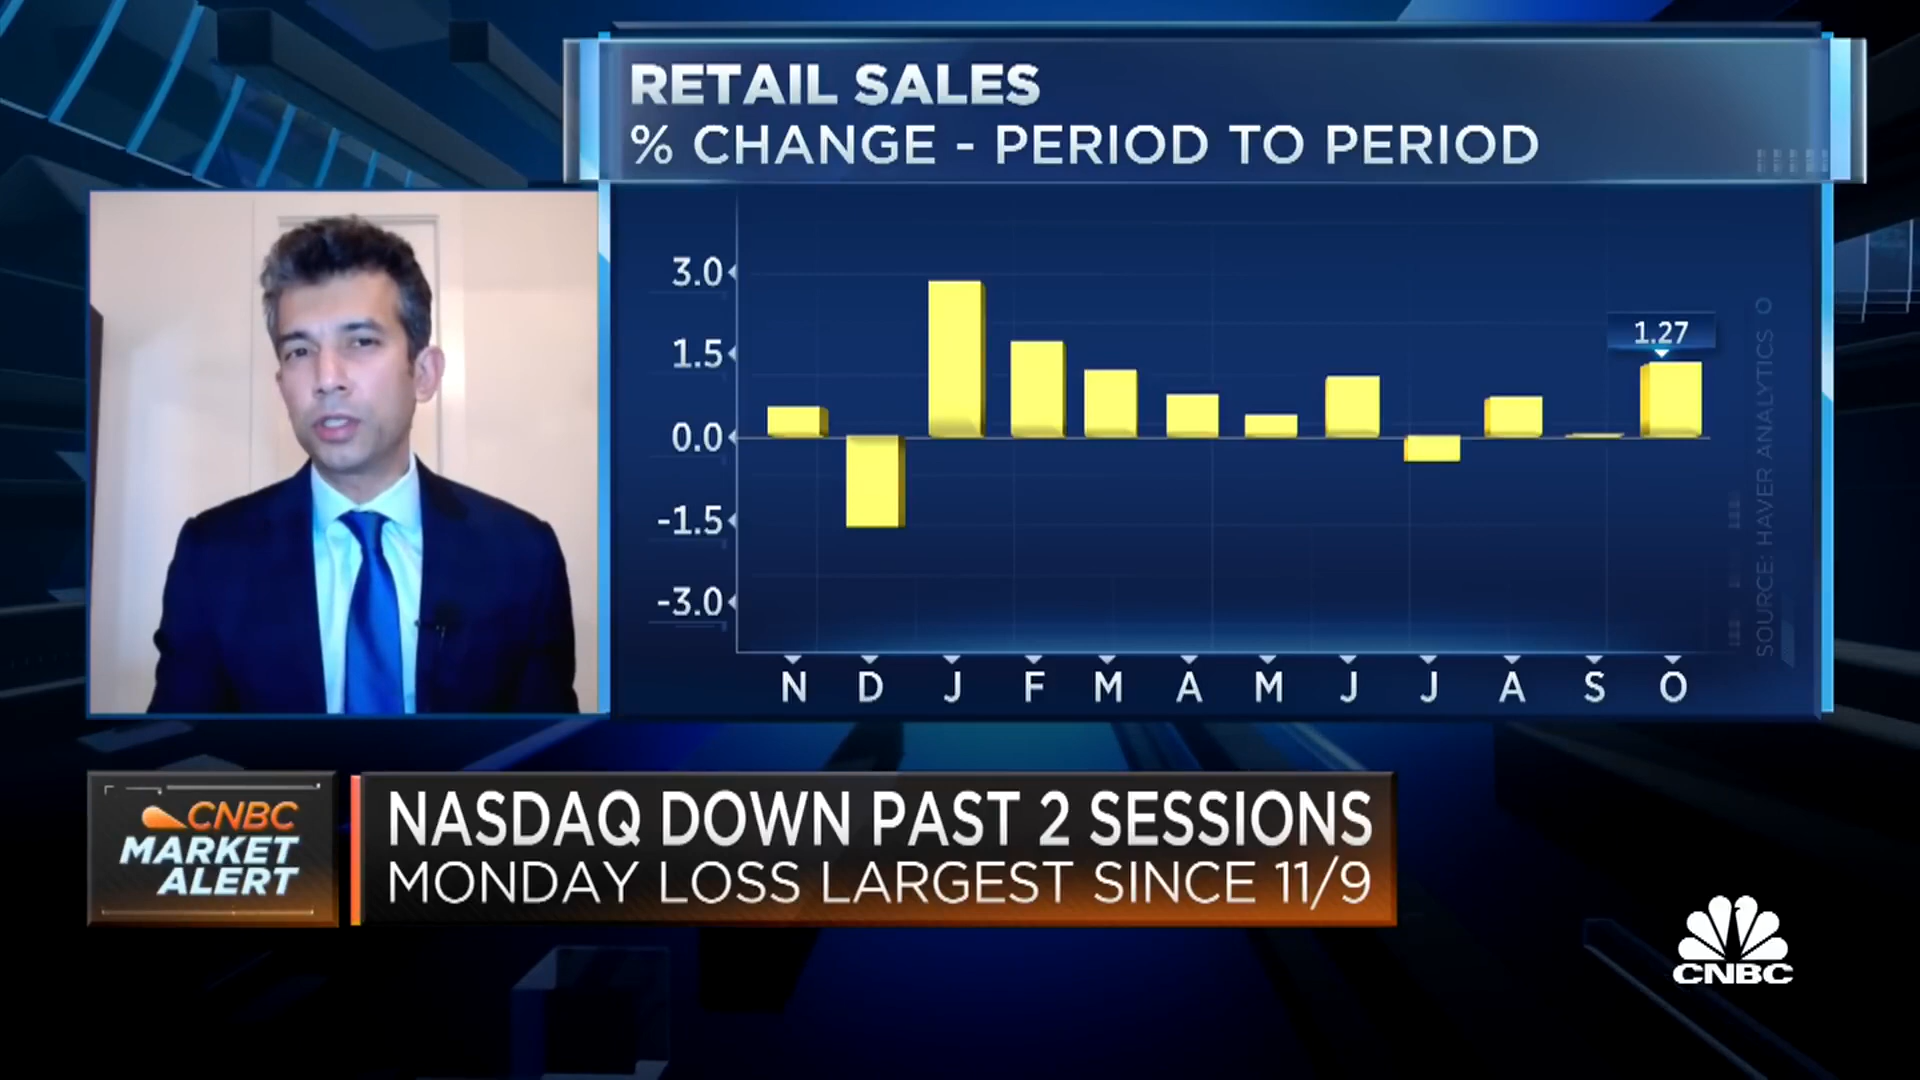 RETAIL SALES
% CHANGE - PERIOD TO PERIOD
3.0
1.5
0.0
-1.5
-3.0
1.27
N D J F M A M J J A S O
SOURCE: HAVER ANALYTICS O
CNBC
MARKET
ALERT
NASDAQ DOWN PAST 2 SESSIONS
MONDAY LOSS LARGEST SINCE 11/9
CNBC